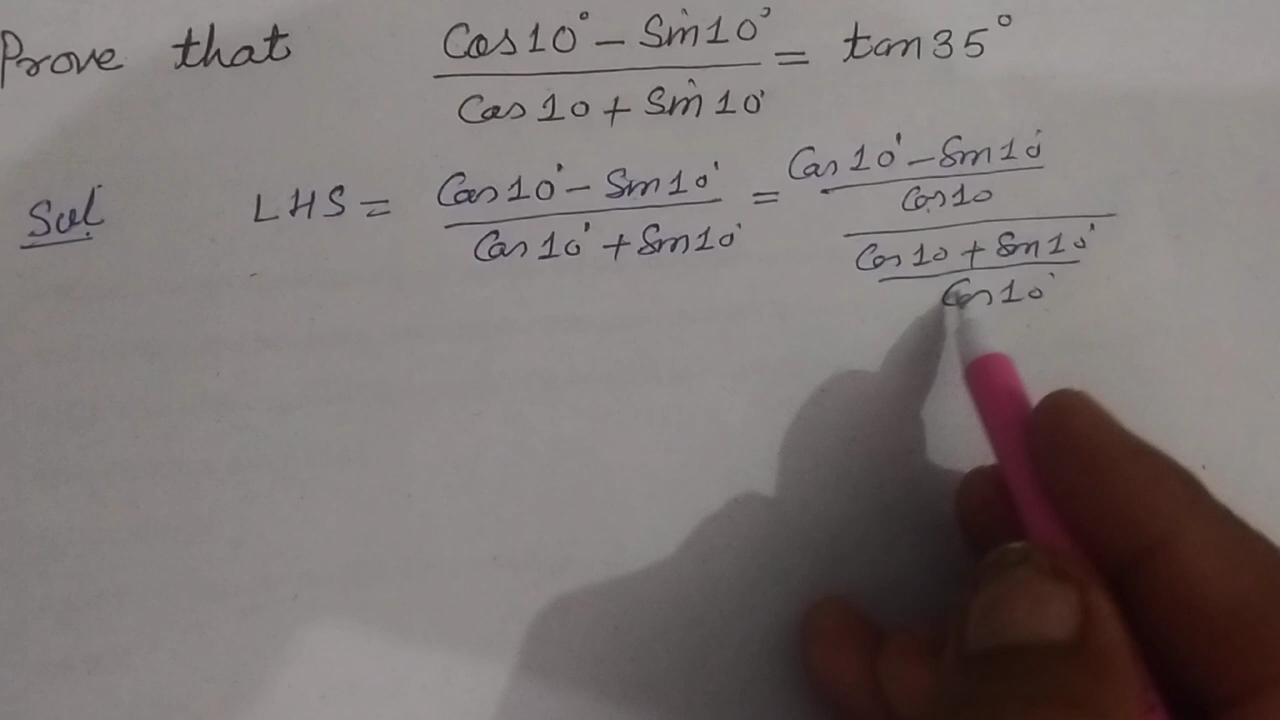 Prove that (Cos10° − Sin10°)/(Cos10 + Sin10°) = tan35°
Sol LHS = (Cos10° − Sin10°)/(Cos10° + Sin10°) = ((Cos10° − Sin10°)/Cos10)/((Cos10 + Sin10°)/Cos10°)